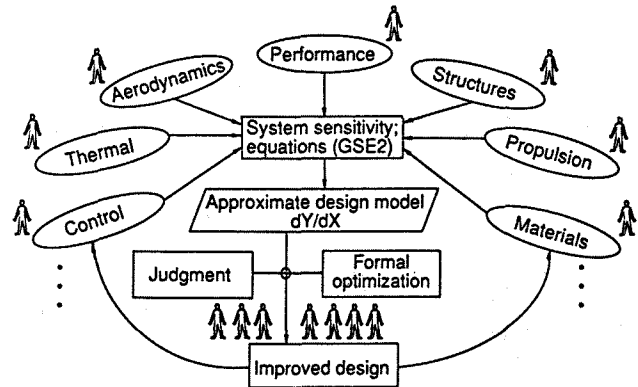 Performance
Aerodynamics
Structures
System sensitivity;
equations (GSE2)
Thermal
Propulsion
Approximate design model
dY/dX
Control
Materials
Judgment
Formal
optimization
Improved design